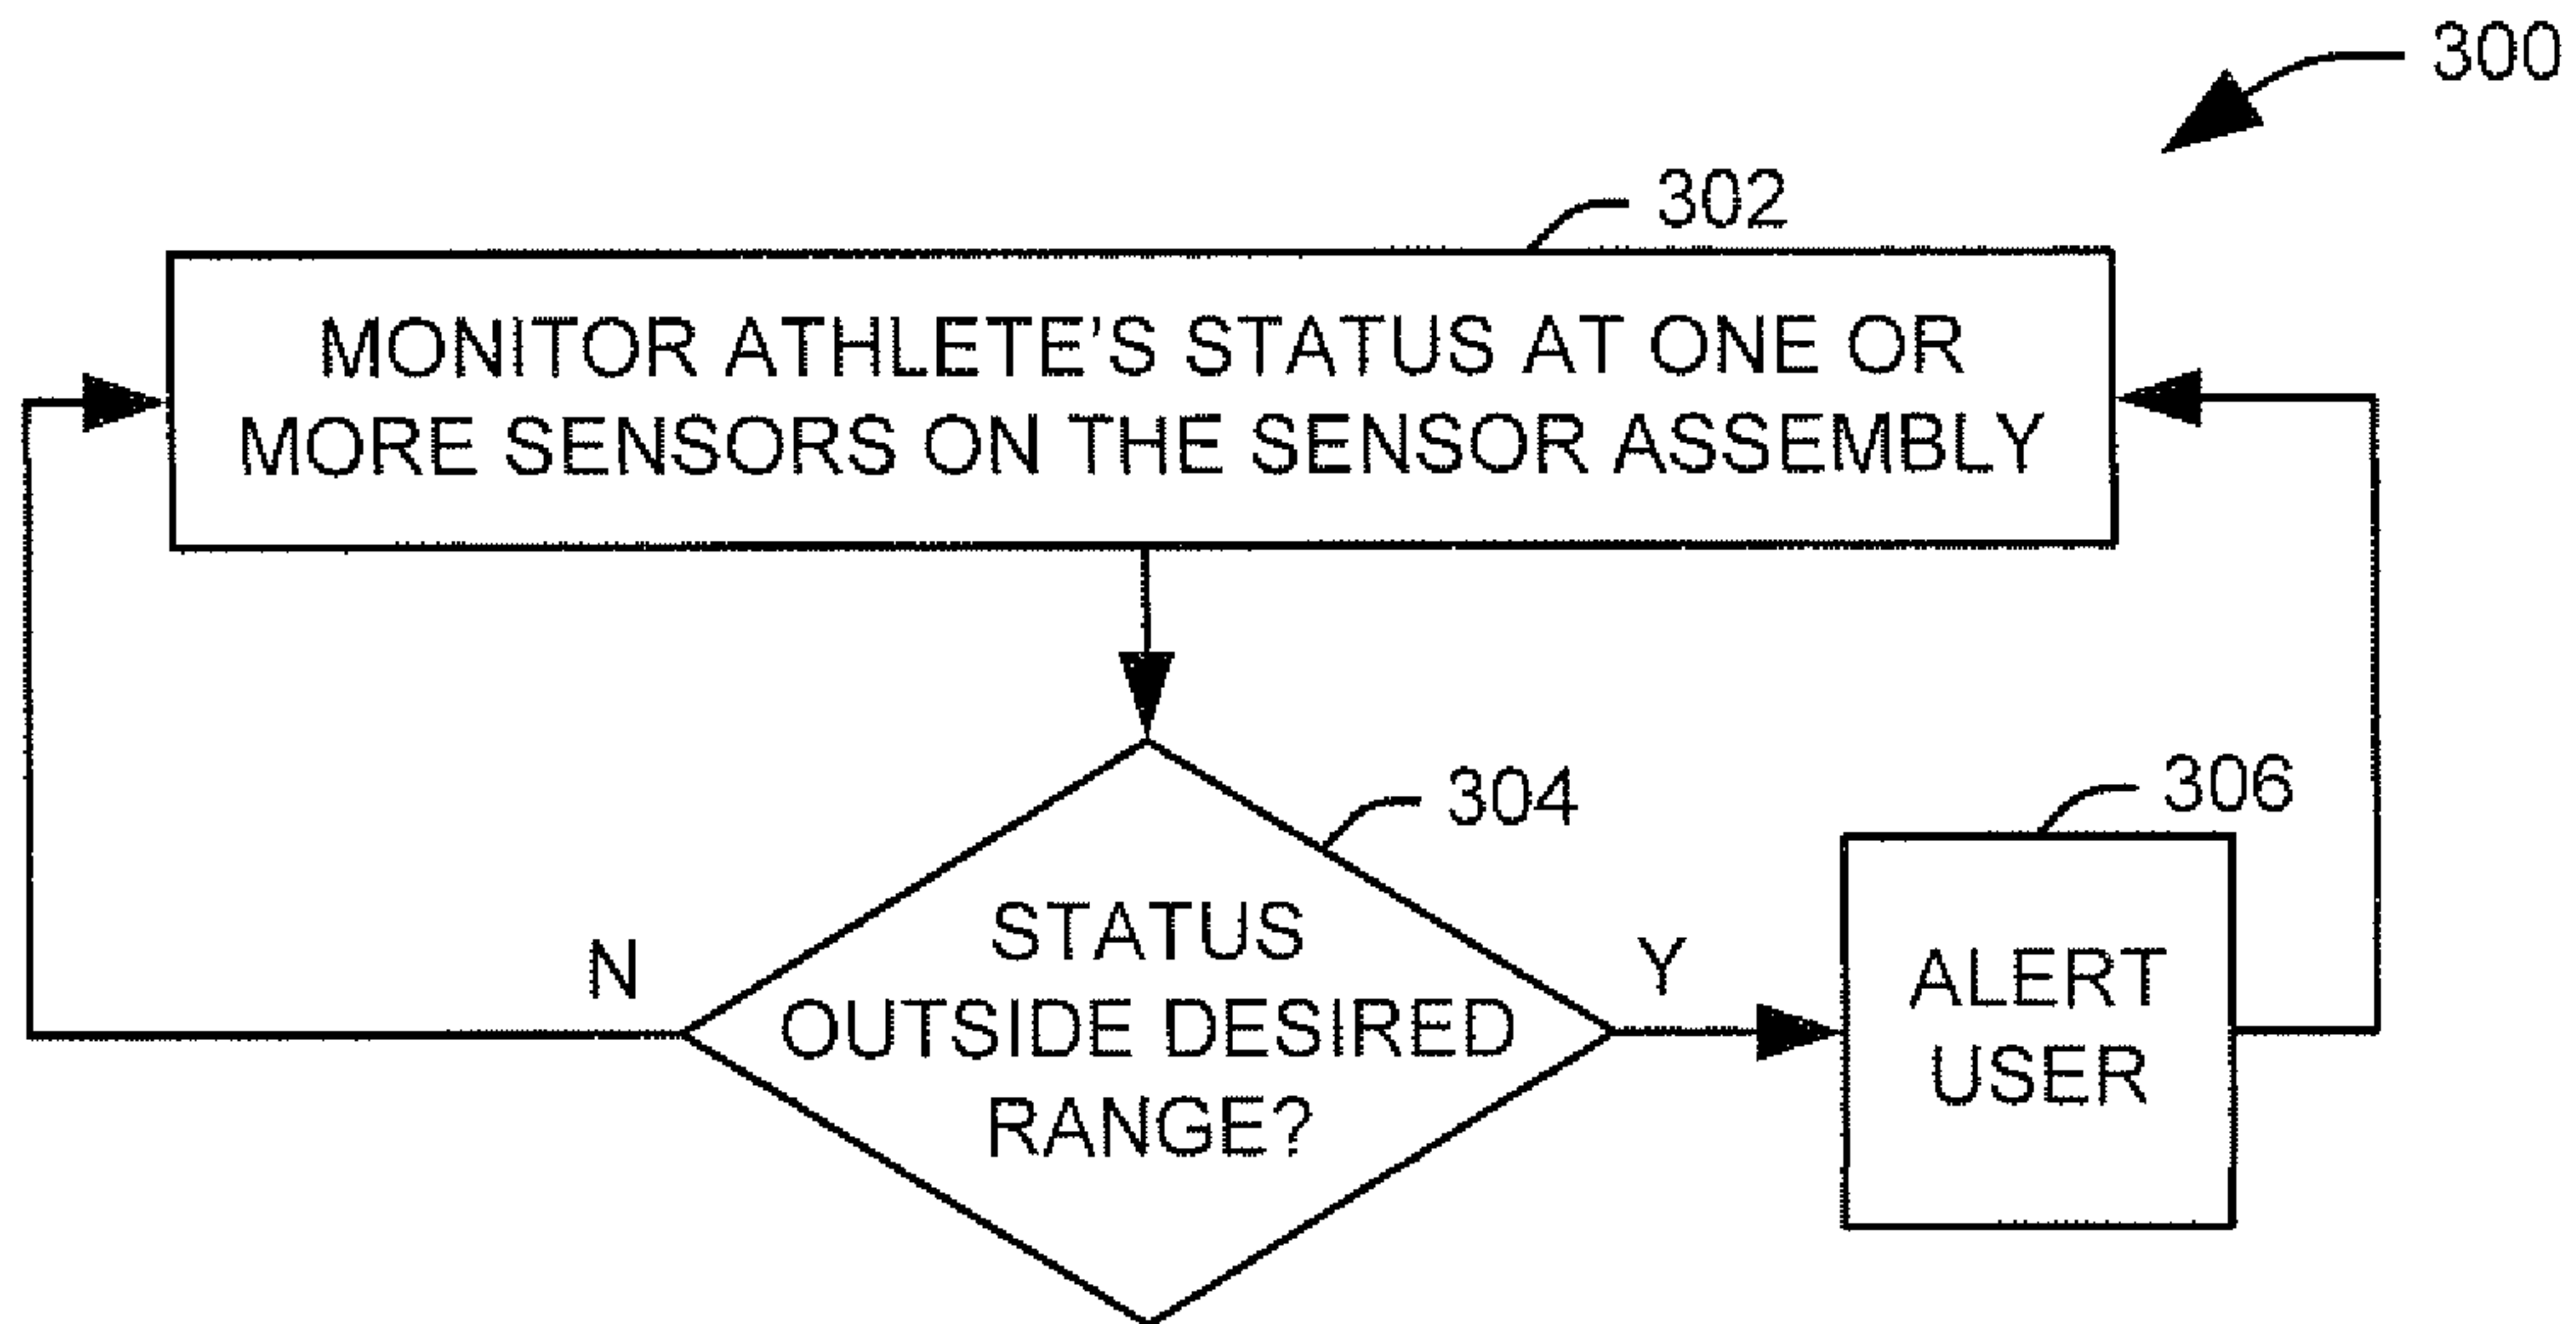 300
302
MONITOR ATHLETE'S STATUS AT ONE OR
MORE SENSORS ON THE SENSOR ASSEMBLY
304
306
STATUS
OUTSIDE DESIRED
RANGE?
N
Y
ALERT
USER